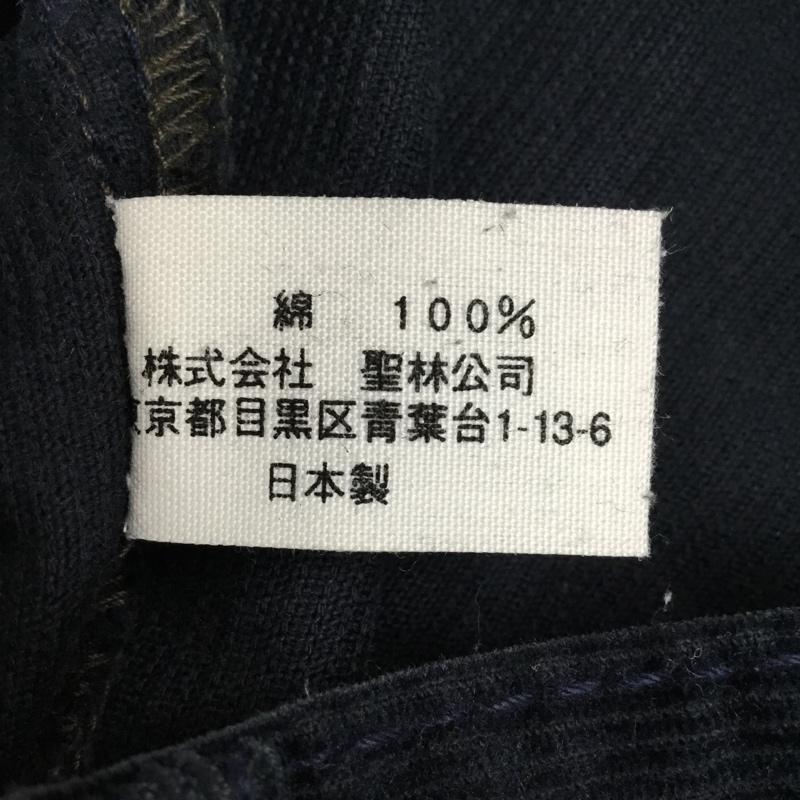 綿 100%
株式会社 聖林公司
東京都目黒区青葉台1-13-6
日本製